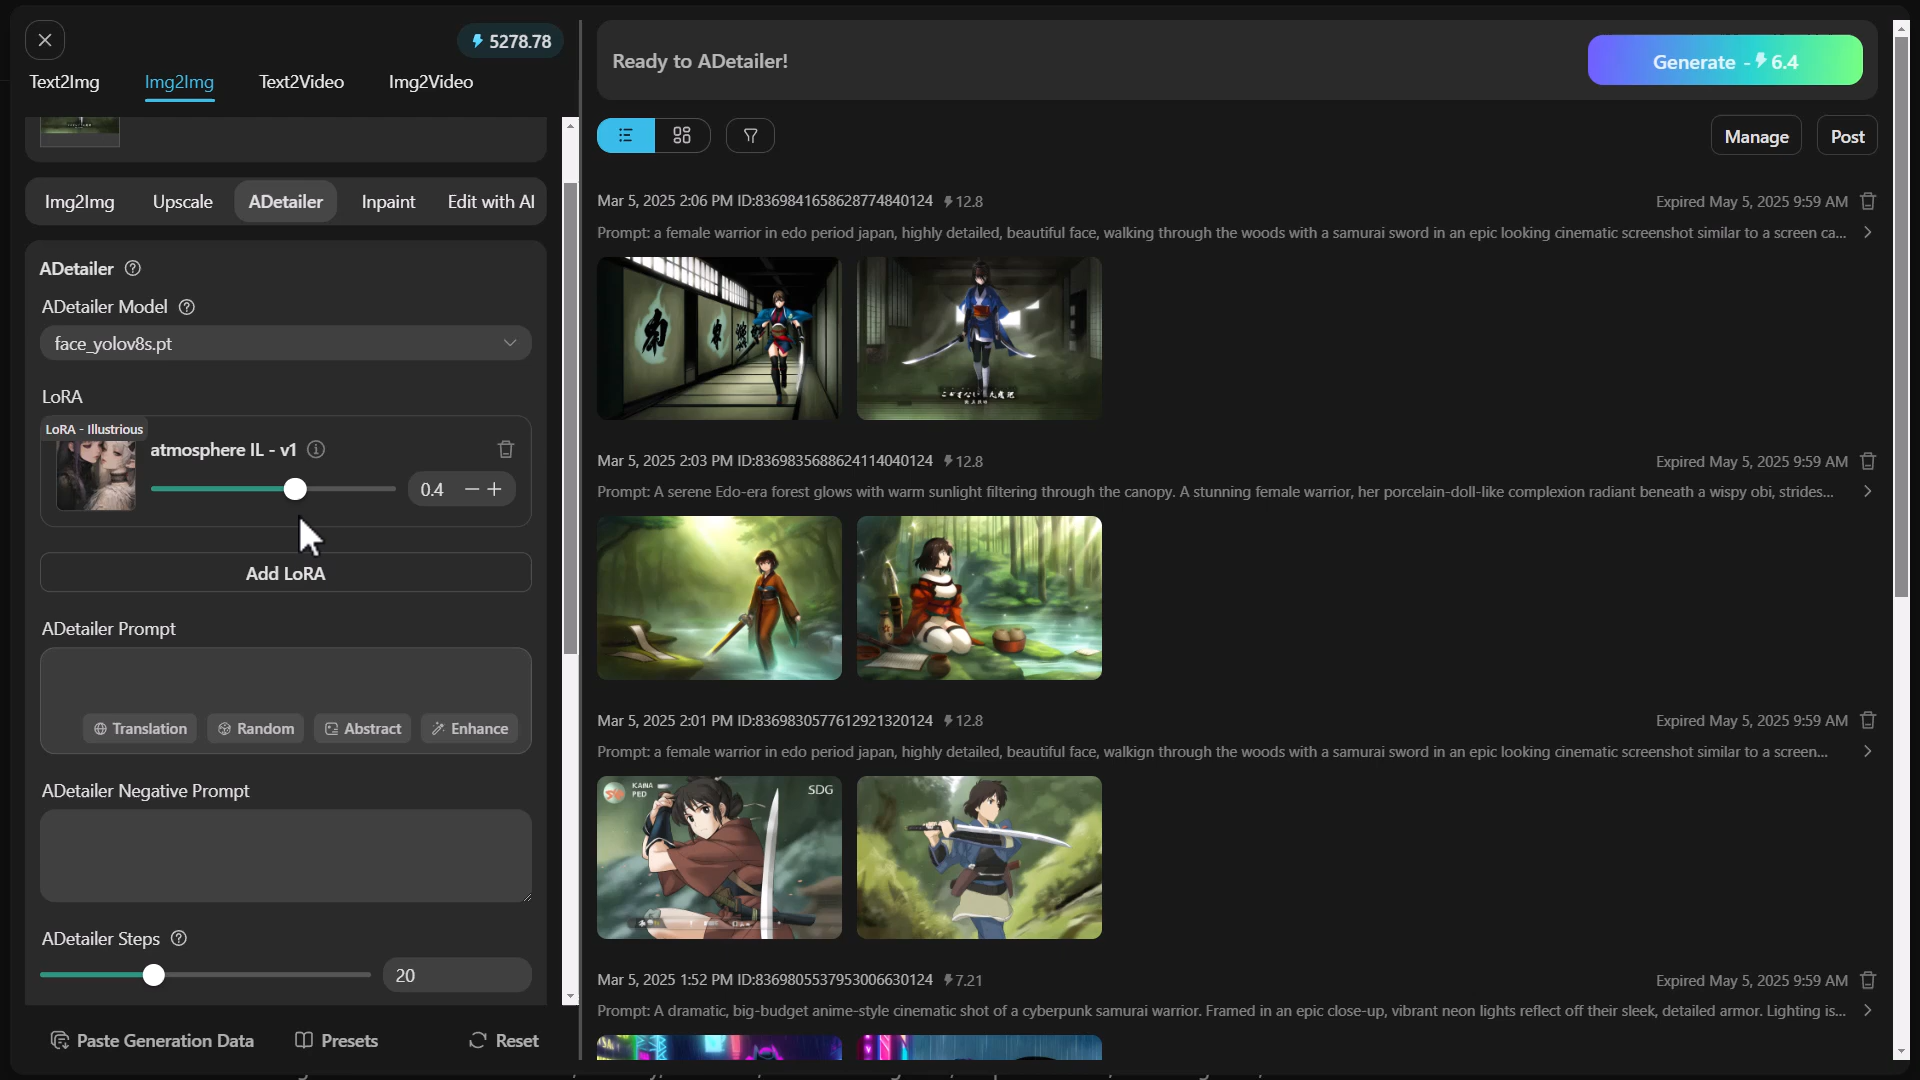 5278.78
Text2Img
Img2Img
Text2Video
Img2Video
Img2Img
Upscale
ADetailer
Inpaint
Edit with AI
ADetailer
ADetailer Model
face_yolov8s.pt
LoRA
LoRA - Illustrious
atmosphere IL - v1
0.4
Add LoRA
ADetailer Prompt
Translation
Random
Abstract
Enhance
ADetailer Negative Prompt
ADetailer Steps
20
Paste Generation Data
Presets
Reset
Ready to ADetailer!
Generate - 6.4
Manage
Post
Mar 5, 2025 2:06 PM ID:836984165862877484​0124 12.8
Expired May 5, 2025 9:59 AM
Prompt: a female warrior in edo period japan, highly detailed, beautiful face, walking through the woods with a samurai sword in an epic looking cinematic screenshot similar to a screen ca...
Mar 5, 2025 2:03 PM ID:836983568862411404​0124 12.8
Expired May 5, 2025 9:59 AM
Prompt: A serene Edo-era forest glows with warm sunlight filtering through the canopy. A stunning female warrior, her porcelain-doll-like complexion radiant beneath a wispy obi, strides...
Mar 5, 2025 2:01 PM ID:836983057761292132​0124 12.8
Expired May 5, 2025 9:59 AM
Prompt: a female warrior in edo period japan, highly detailed, beautiful face, walkign through the woods with a samurai sword in an epic looking cinematic screenshot similar to a screen...
KAINA
PED
SDG
Mar 5, 2025 1:52 PM ID:836980553795300663​0124 7.21
Expired May 5, 2025 9:59 AM
Prompt: A dramatic, big-budget anime-style cinematic shot of a cyberpunk samurai warrior. Framed in an epic close-up, vibrant neon lights reflect off their sleek, detailed armor. Lighting is...